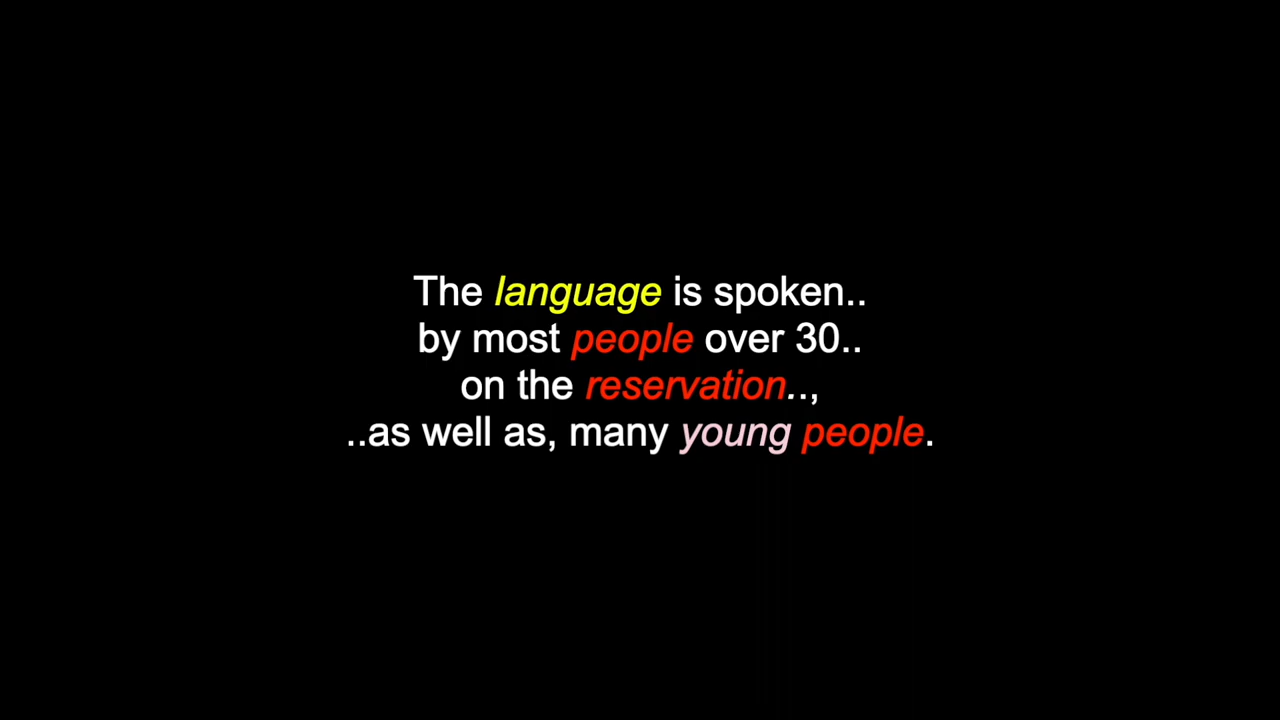 The language is spoken..
by most people over 30..
on the reservation..,
..as well as, many young people.